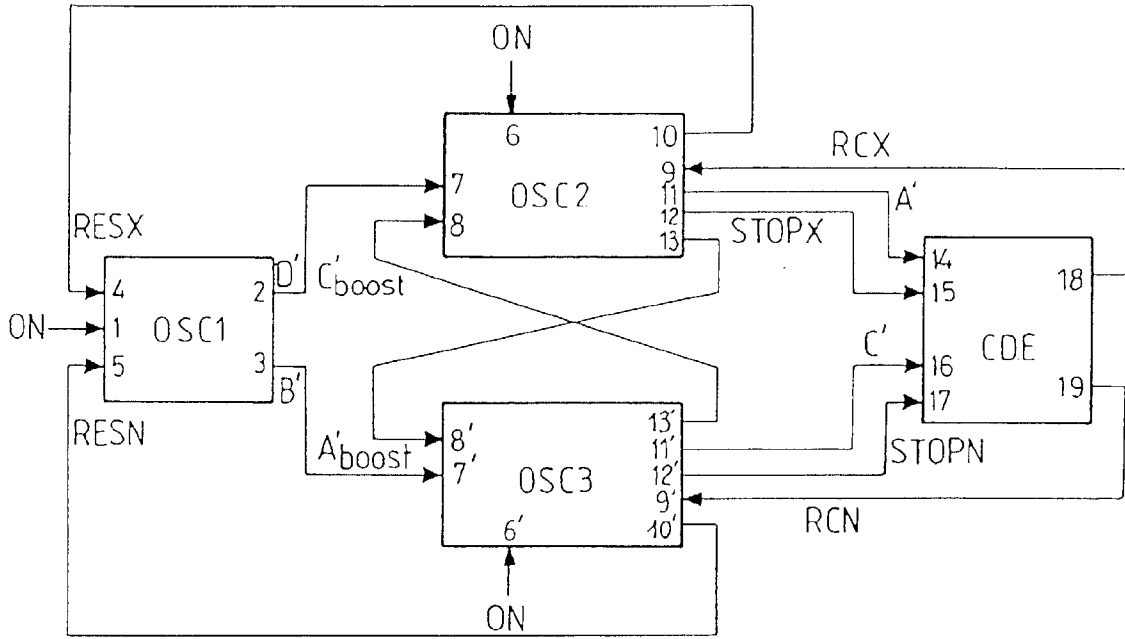 ON
6
10
RCX
9
7
OSC2
11
A'
8
12
STOPX
13
RESX
14
D'
C'boost
18
4
2
15
ON
1
OSC1
CDE
C'
5
3
16
19
B'
17
RESN
13'
8'
11'
A'boost
7'
12'
STOPN
OSC3
9'
RCN
6'
10'
ON